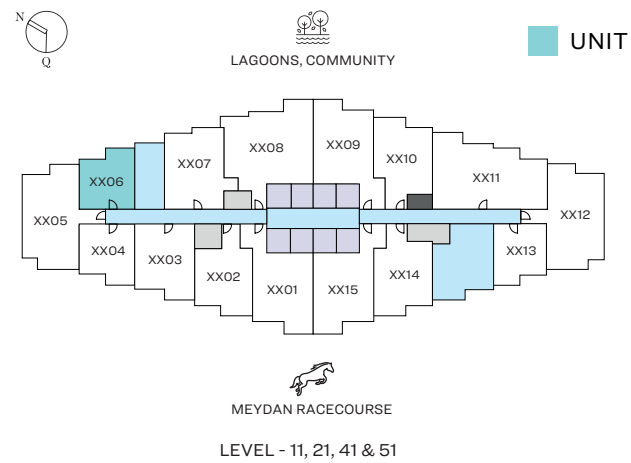 N
Q
LAGOONS, COMMUNITY
UNIT
XX08
XX09
XX07
XX10
XX06
XX11
XX05
XX12
XX04
XX03
XX13
XX02
XX14
XX01
XX15
MEYDAN RACECOURSE
LEVEL - 11, 21, 41 & 51